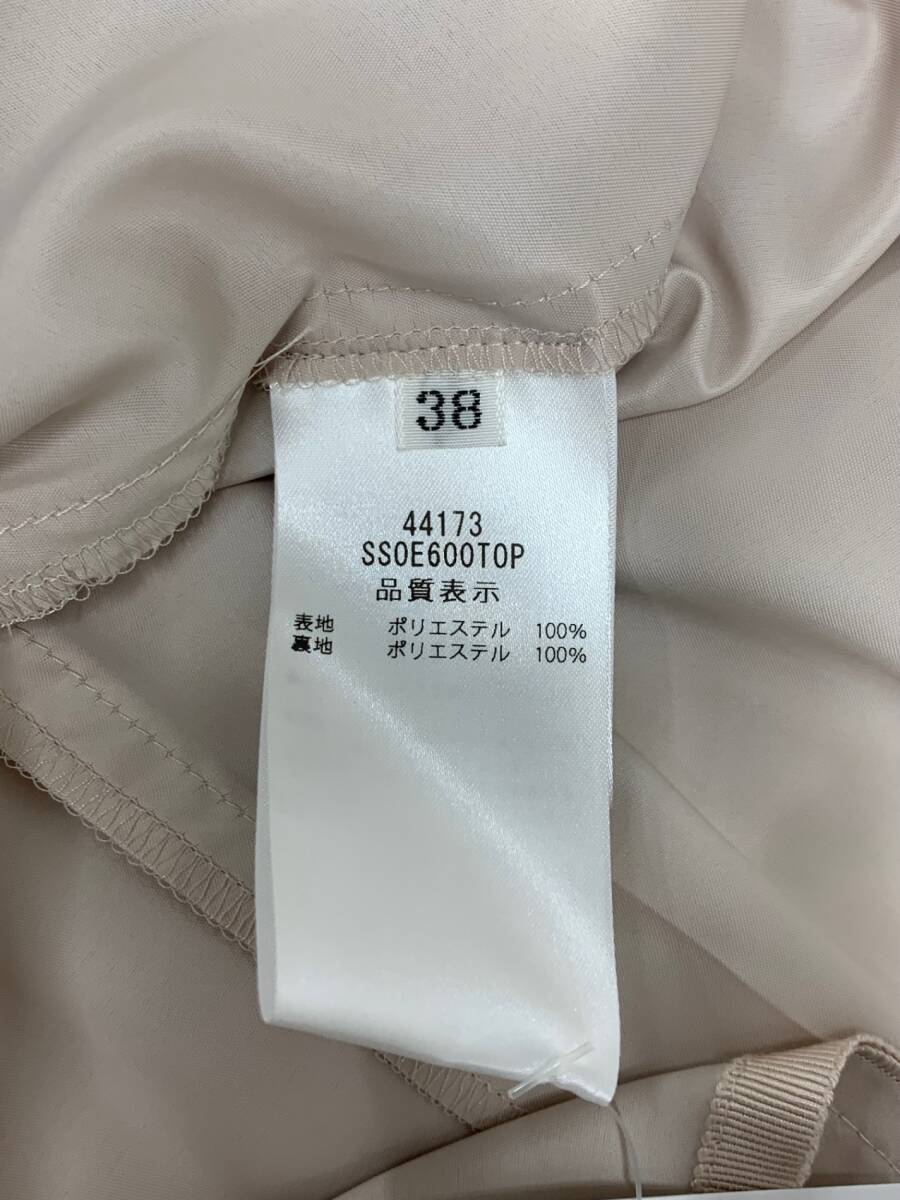 38
44173
SSOE600TOP
品質表示
表地 ポリエステル 100%
裏地 ポリエステル 100%